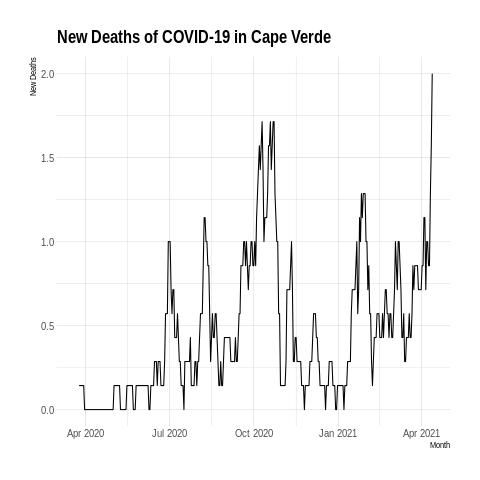 New Deaths of COVID-19 in Cape Verde
New Deaths
2.0
1.5
1.0
0.5
0.0
Apr 2020 Jul 2020 Oct 2020 Jan 2021 Apr 2021
Month